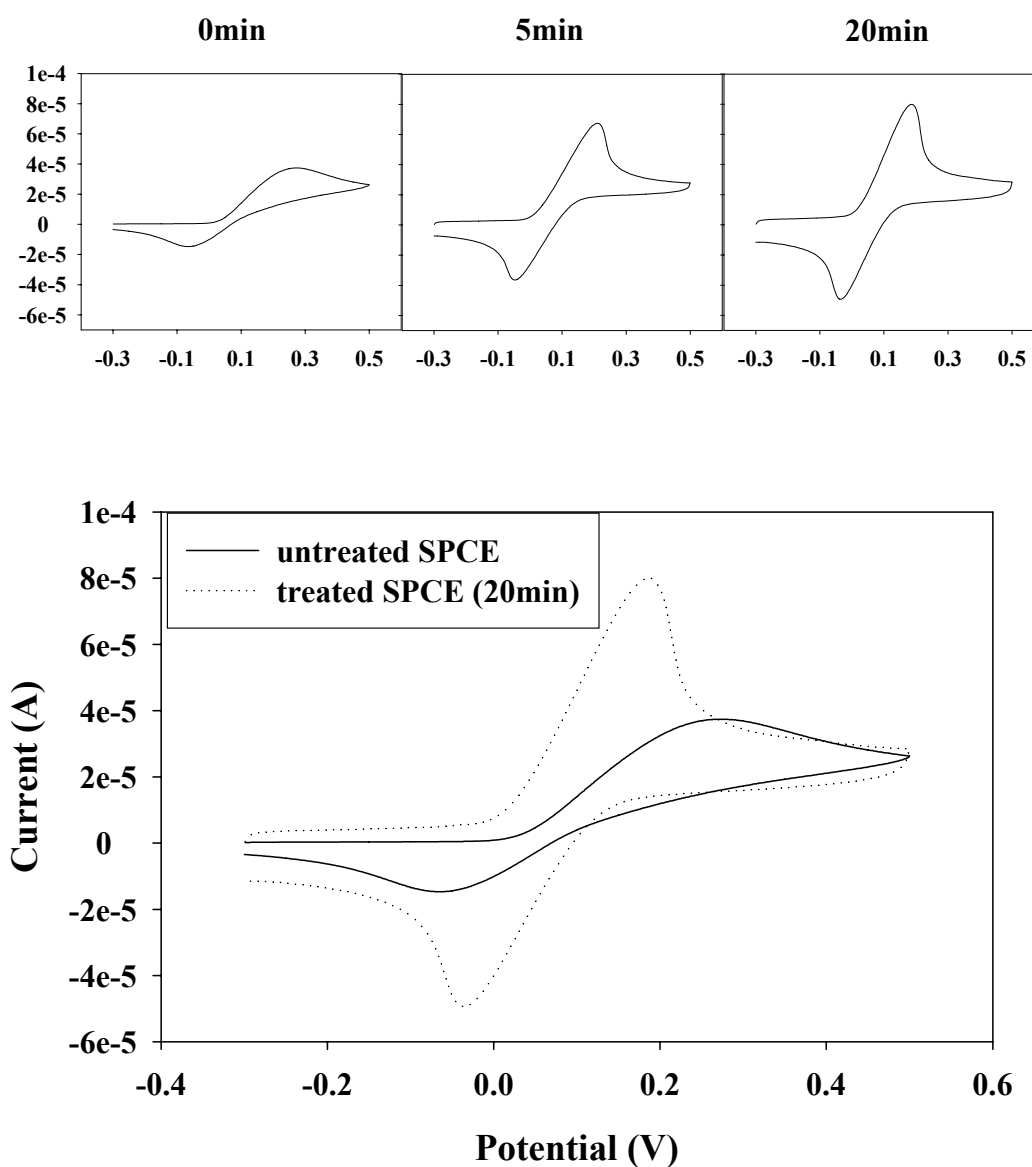 0min 5min 20min
1e-4
8e-5
6e-5
4e-5
2e-5
0
-2e-5
-4e-5
-6e-5
-0.3 -0.1 0.1 0.3 0.5 -0.3 -0.1 0.1 0.3 0.5 -0.3 -0.1 0.1 0.3 0.5
1e-4
8e-5
6e-5
4e-5
2e-5
0
-2e-5
-4e-5
-6e-5
Current (A)
untreated SPCE
treated SPCE (20min)
-0.4 -0.2 0.0 0.2 0.4 0.6
Potential (V)